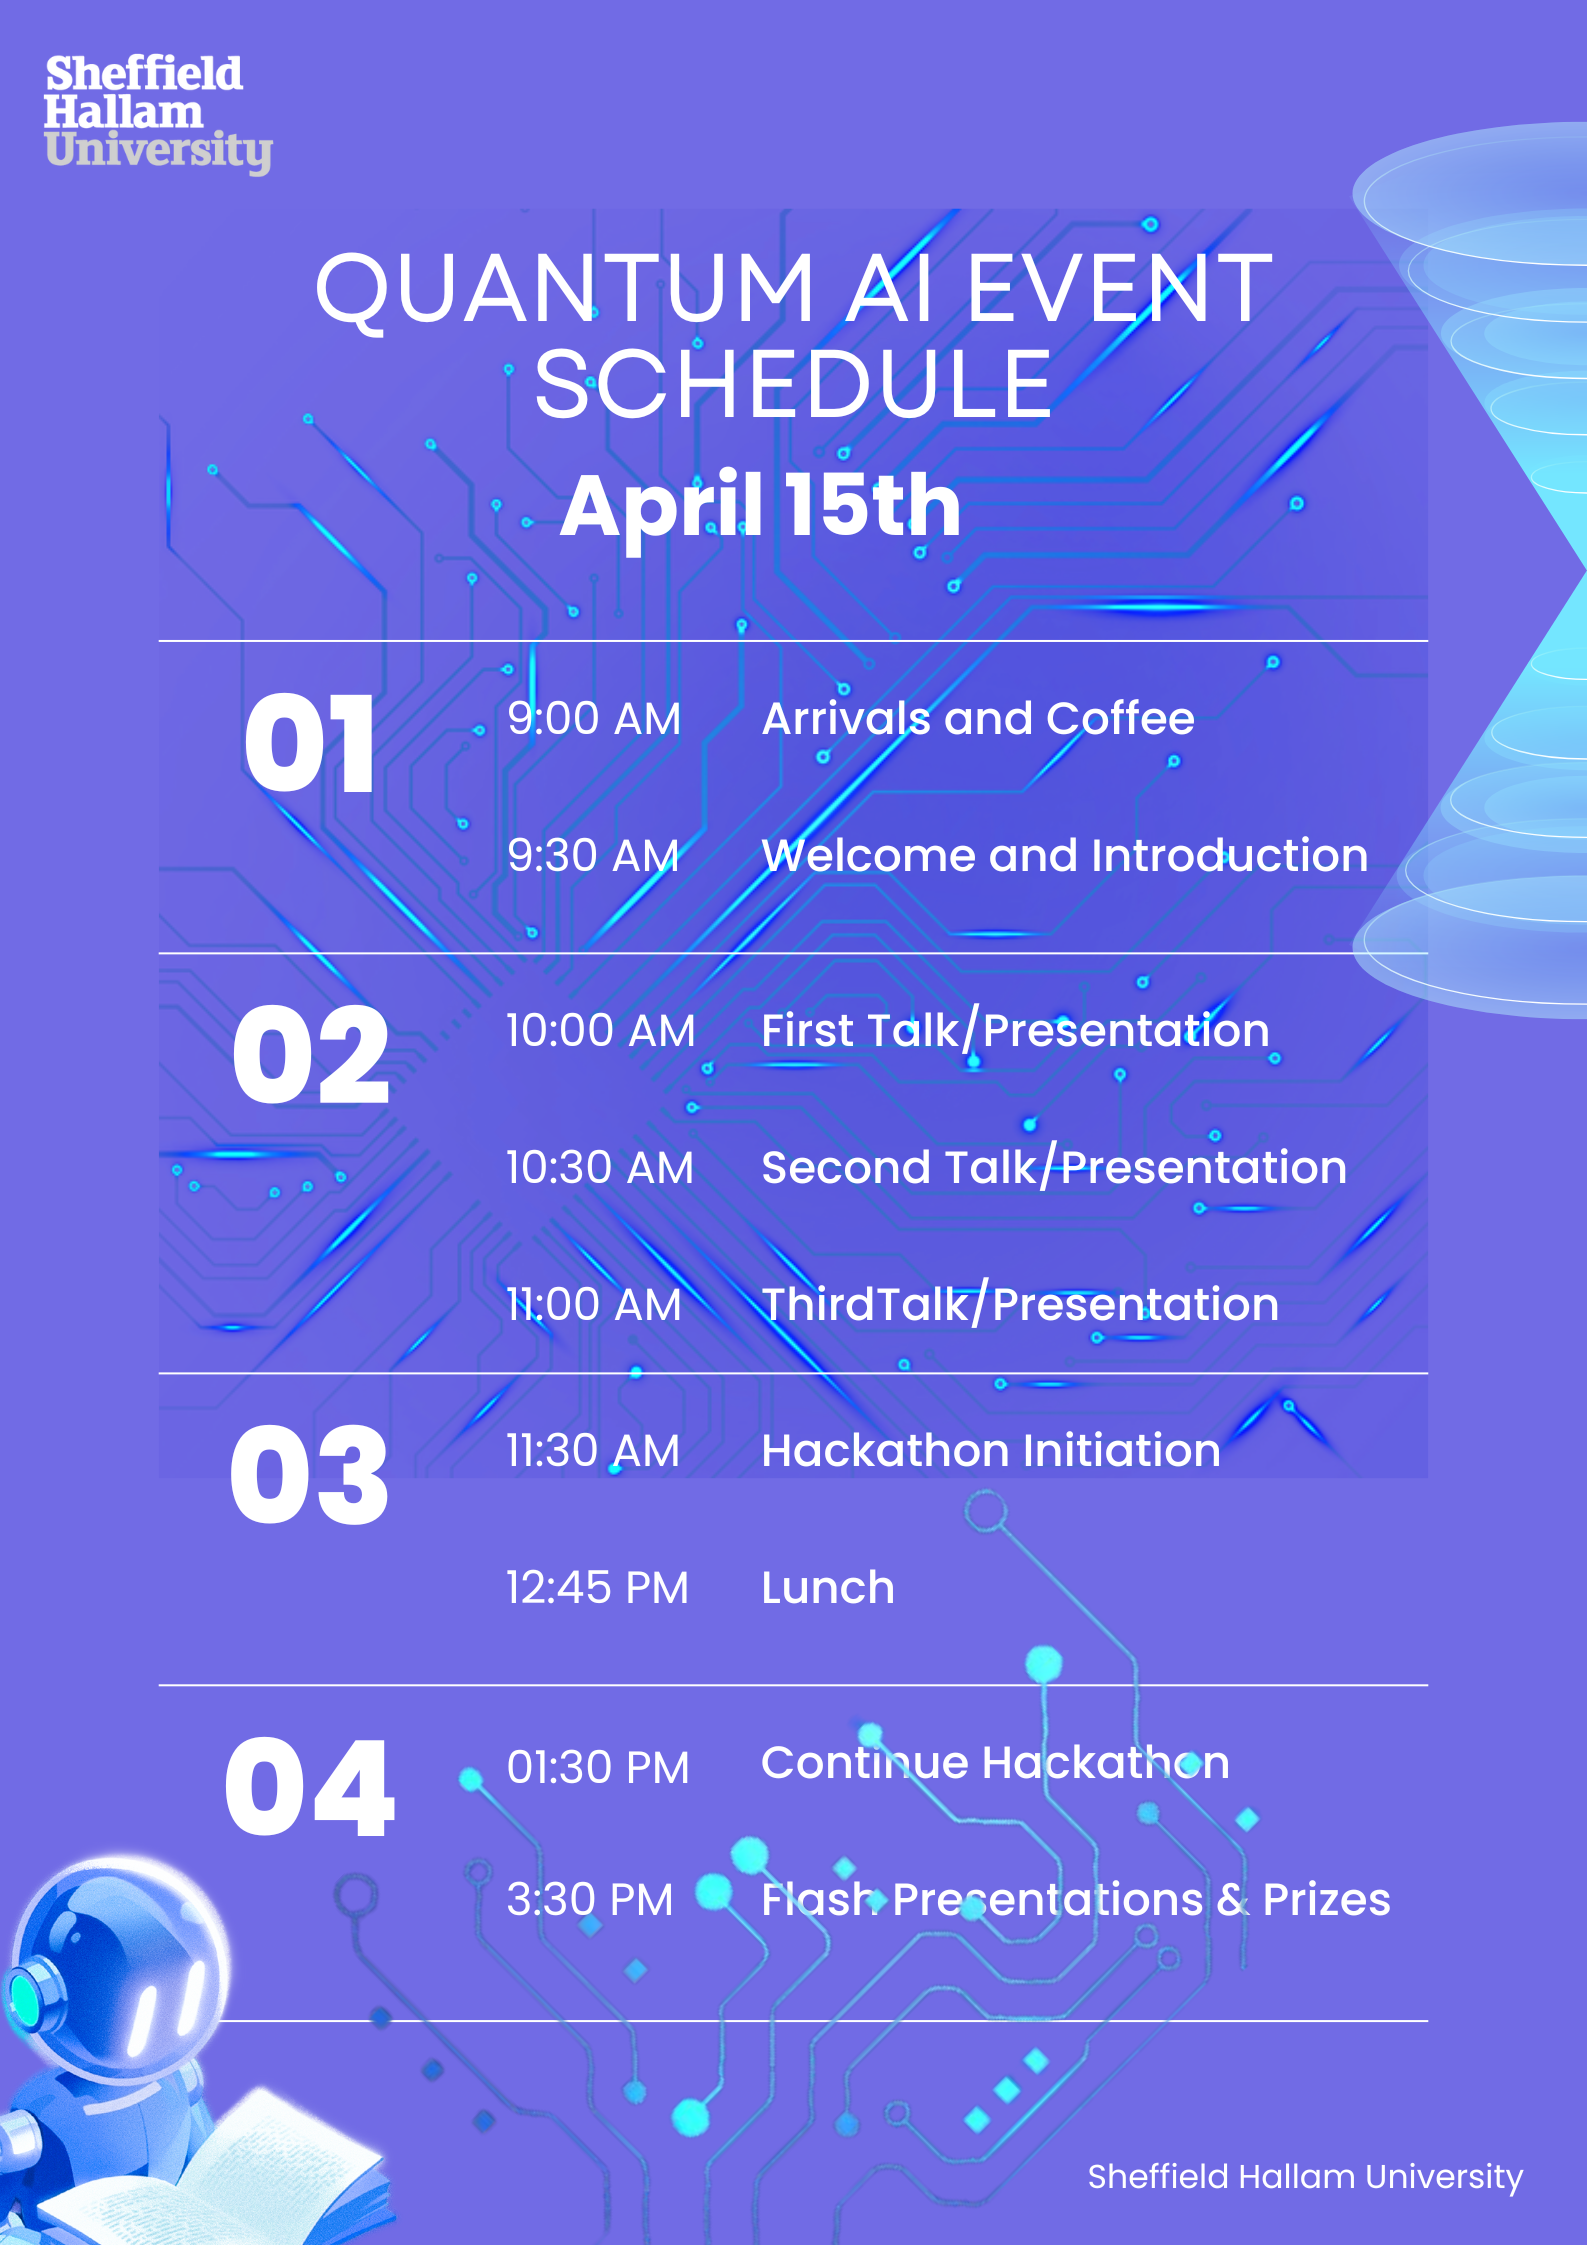 Sheffield
Hallam
University
QUANTUM AI EVENT
SCHEDULE
April 15th
01
9:00 AM Arrivals and Coffee
9:30 AM Welcome and Introduction
02
10:00 AM First Talk/Presentation
10:30 AM Second Talk/Presentation
11:00 AM ThirdTalk/Presentation
03
11:30 AM Hackathon Initiation
12:45 PM Lunch
04
01:30 PM Continue Hackathon
3:30 PM Flash Presentations & Prizes
Sheffield Hallam University